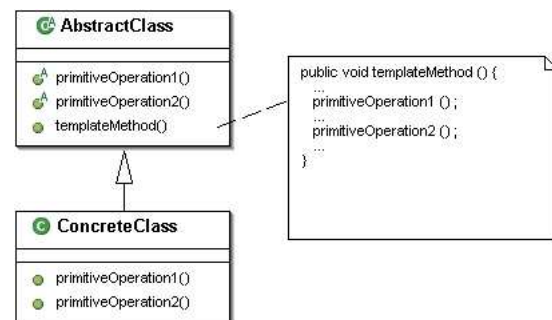 AbstractClass
primitiveOperation1()
primitiveOperation2()
templateMethod()
public void templateMethod () {
...
primitiveOperation1 () ;
...
primitiveOperation2 () ;
...
}
ConcreteClass
primitiveOperation1()
primitiveOperation2()